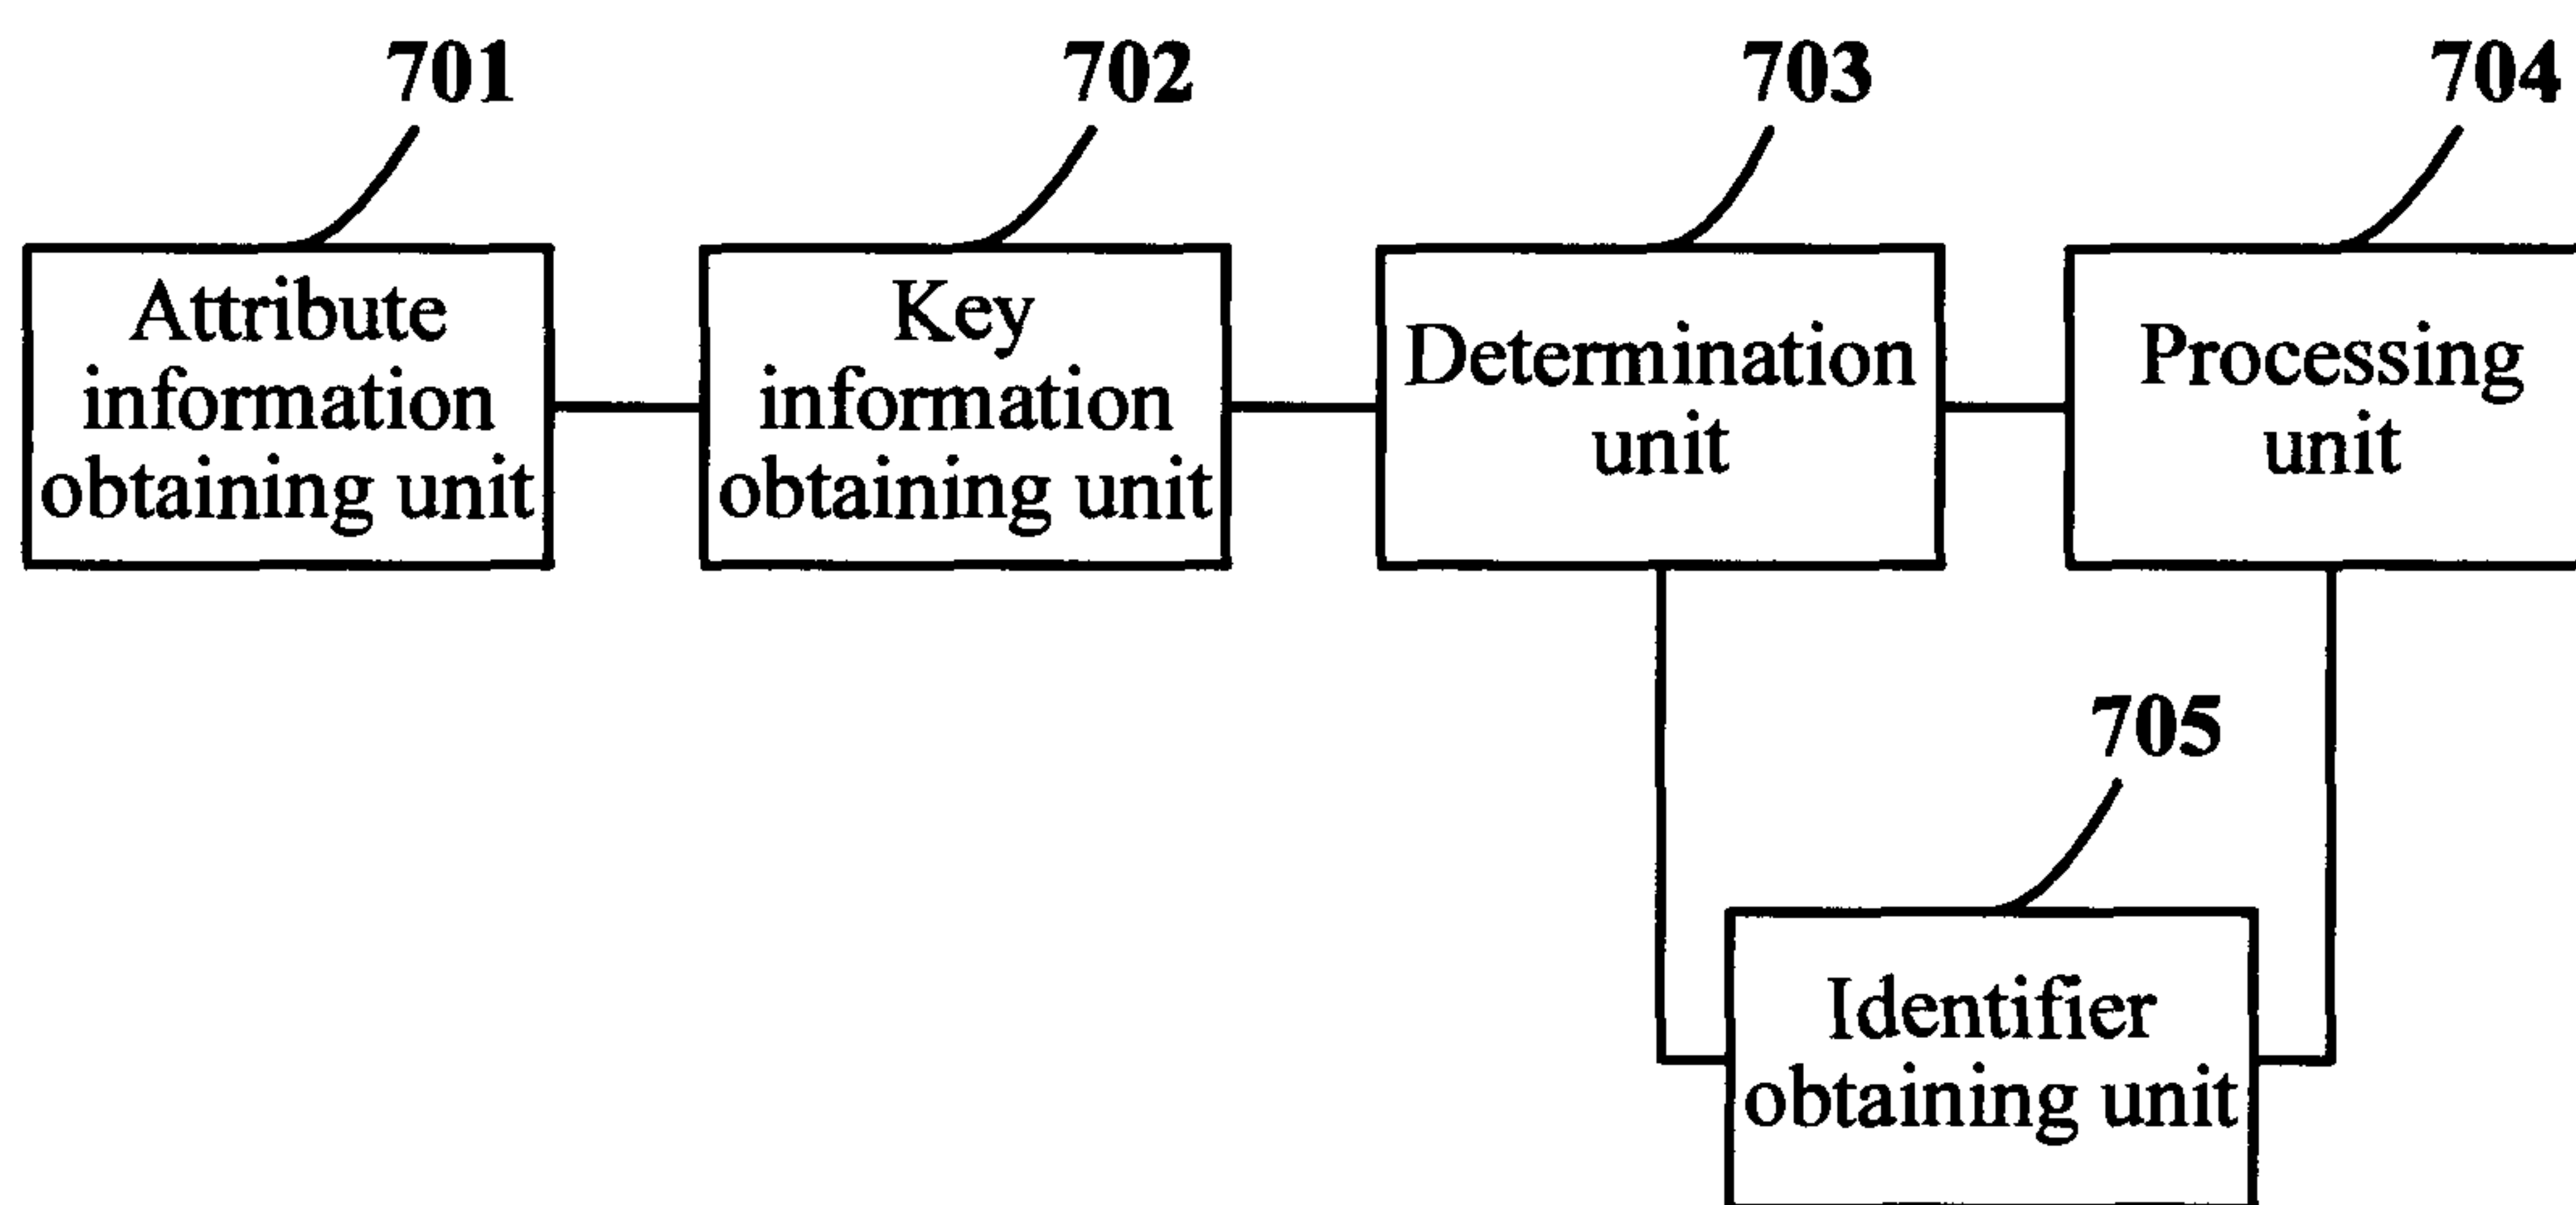 701
702
703
704
Attribute
information
obtaining unit
Key
information
obtaining unit
Determination
unit
Processing
unit
705
Identifier
obtaining unit